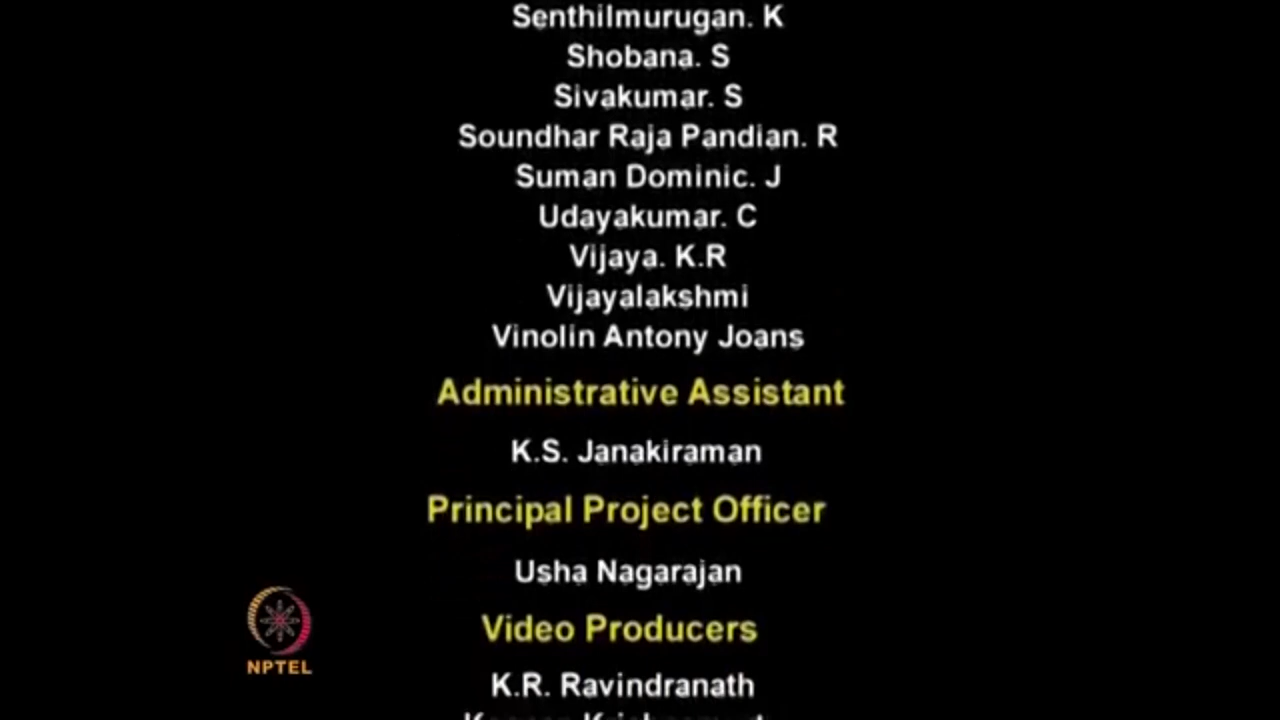 Senthilmurugan. K
Shobana. S
Sivakumar. S
Soundhar Raja Pandian. R
Suman Dominic. J
Udayakumar. C
Vijaya. K.R
Vijayalakshmi
Vinolin Antony Joans
Administrative Assistant
K.S. Janakiraman
Principal Project Officer
Usha Nagarajan
Video Producers
K.R. Ravindranath
NPTEL